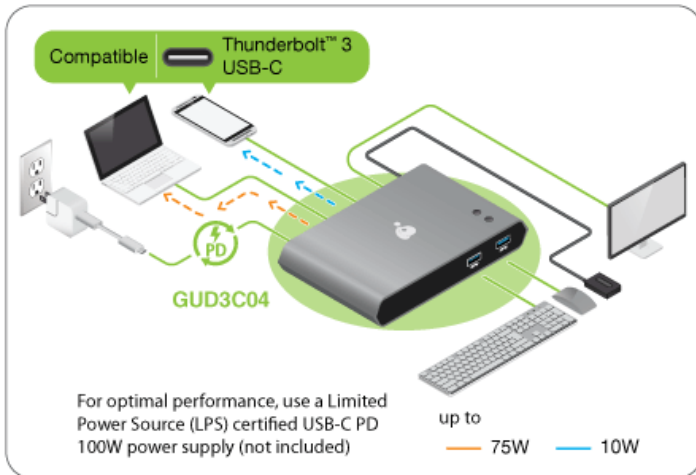 Compatible
Thunderbolt™ 3
USB-C
PD
GUD3C04
For optimal performance, use a Limited
Power Source (LPS) certified USB-C PD
100W power supply (not included)
up to
75W
10W